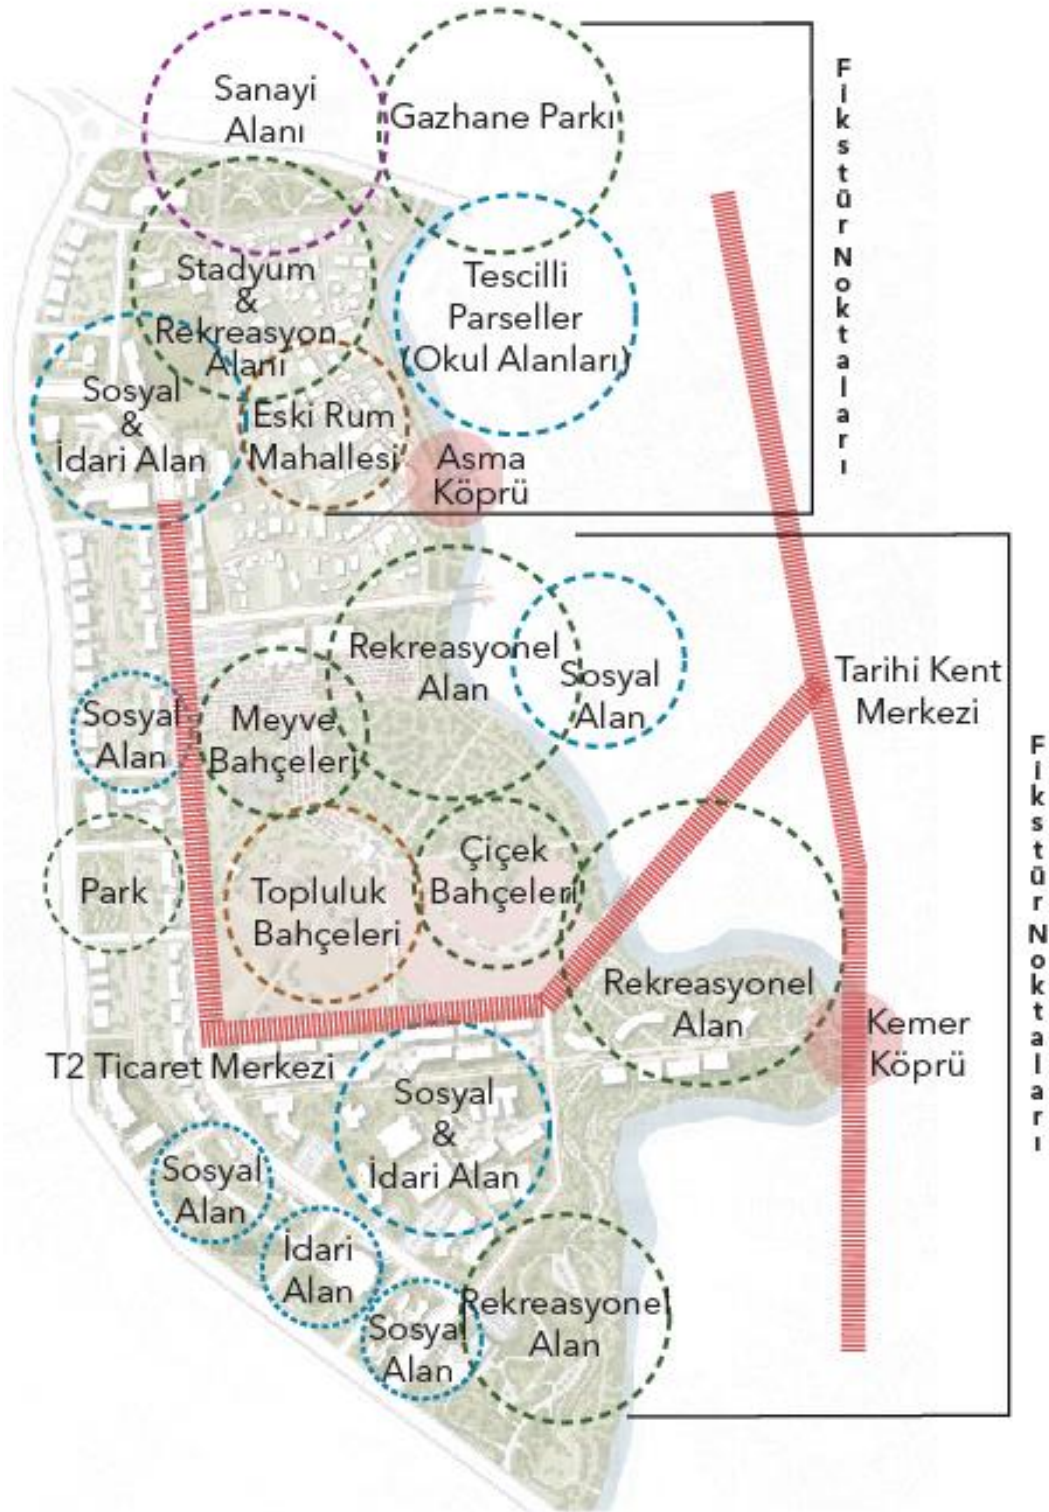 Sanayi
Alanı
Gazhane Parkı
Fikstür Noktaları
Stadyum
&
Rekreasyon
Alanı
Tescilli
Parseller
(Okul Alanları)
Sosyal
&
İdari Alan
Eski Rum
Mahallesi
Asma
Köprü
Rekreasyonel
Alan
Sosyal
Alan
Tarihi Kent
Merkezi
Sosyal
Alan
Meyve
Bahçeleri
Fikstür Noktaları
Park
Topluluk
Bahçeleri
Çiçek
Bahçeleri
Rekreasyonel
Alan
Kemer
Köprü
T2 Ticaret Merkezi
Sosyal
&
İdari Alan
Sosyal
Alan
İdari
Alan
Sosyal
Alan
Rekreasyonel
Alan